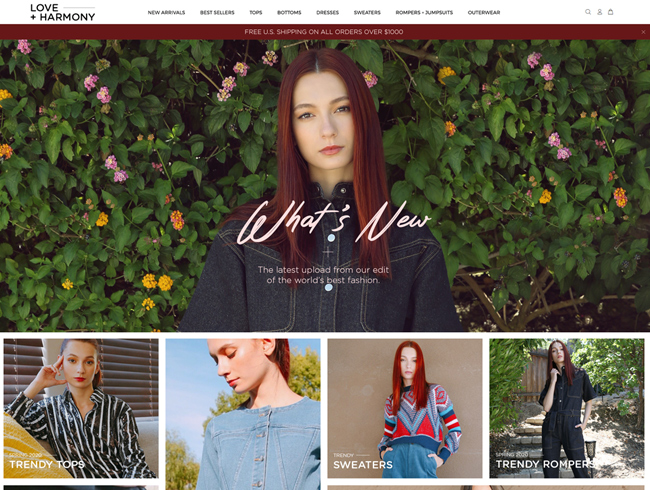 LOVE
+ HARMONY
NEW ARRIVALS
BEST SELLERS
TOPS
BOTTOMS
DRESSES
SWEATERS
ROMPERS + JUMPSUITS
OUTERWEAR
FREE U.S. SHIPPING ON ALL ORDERS OVER $1000
What's New
The latest upload from our edit
of the world's best fashion.
SPRING 2020
TRENDY TOPS
TRENDY
SWEATERS
SPRING 2020
TRENDY ROMPERS